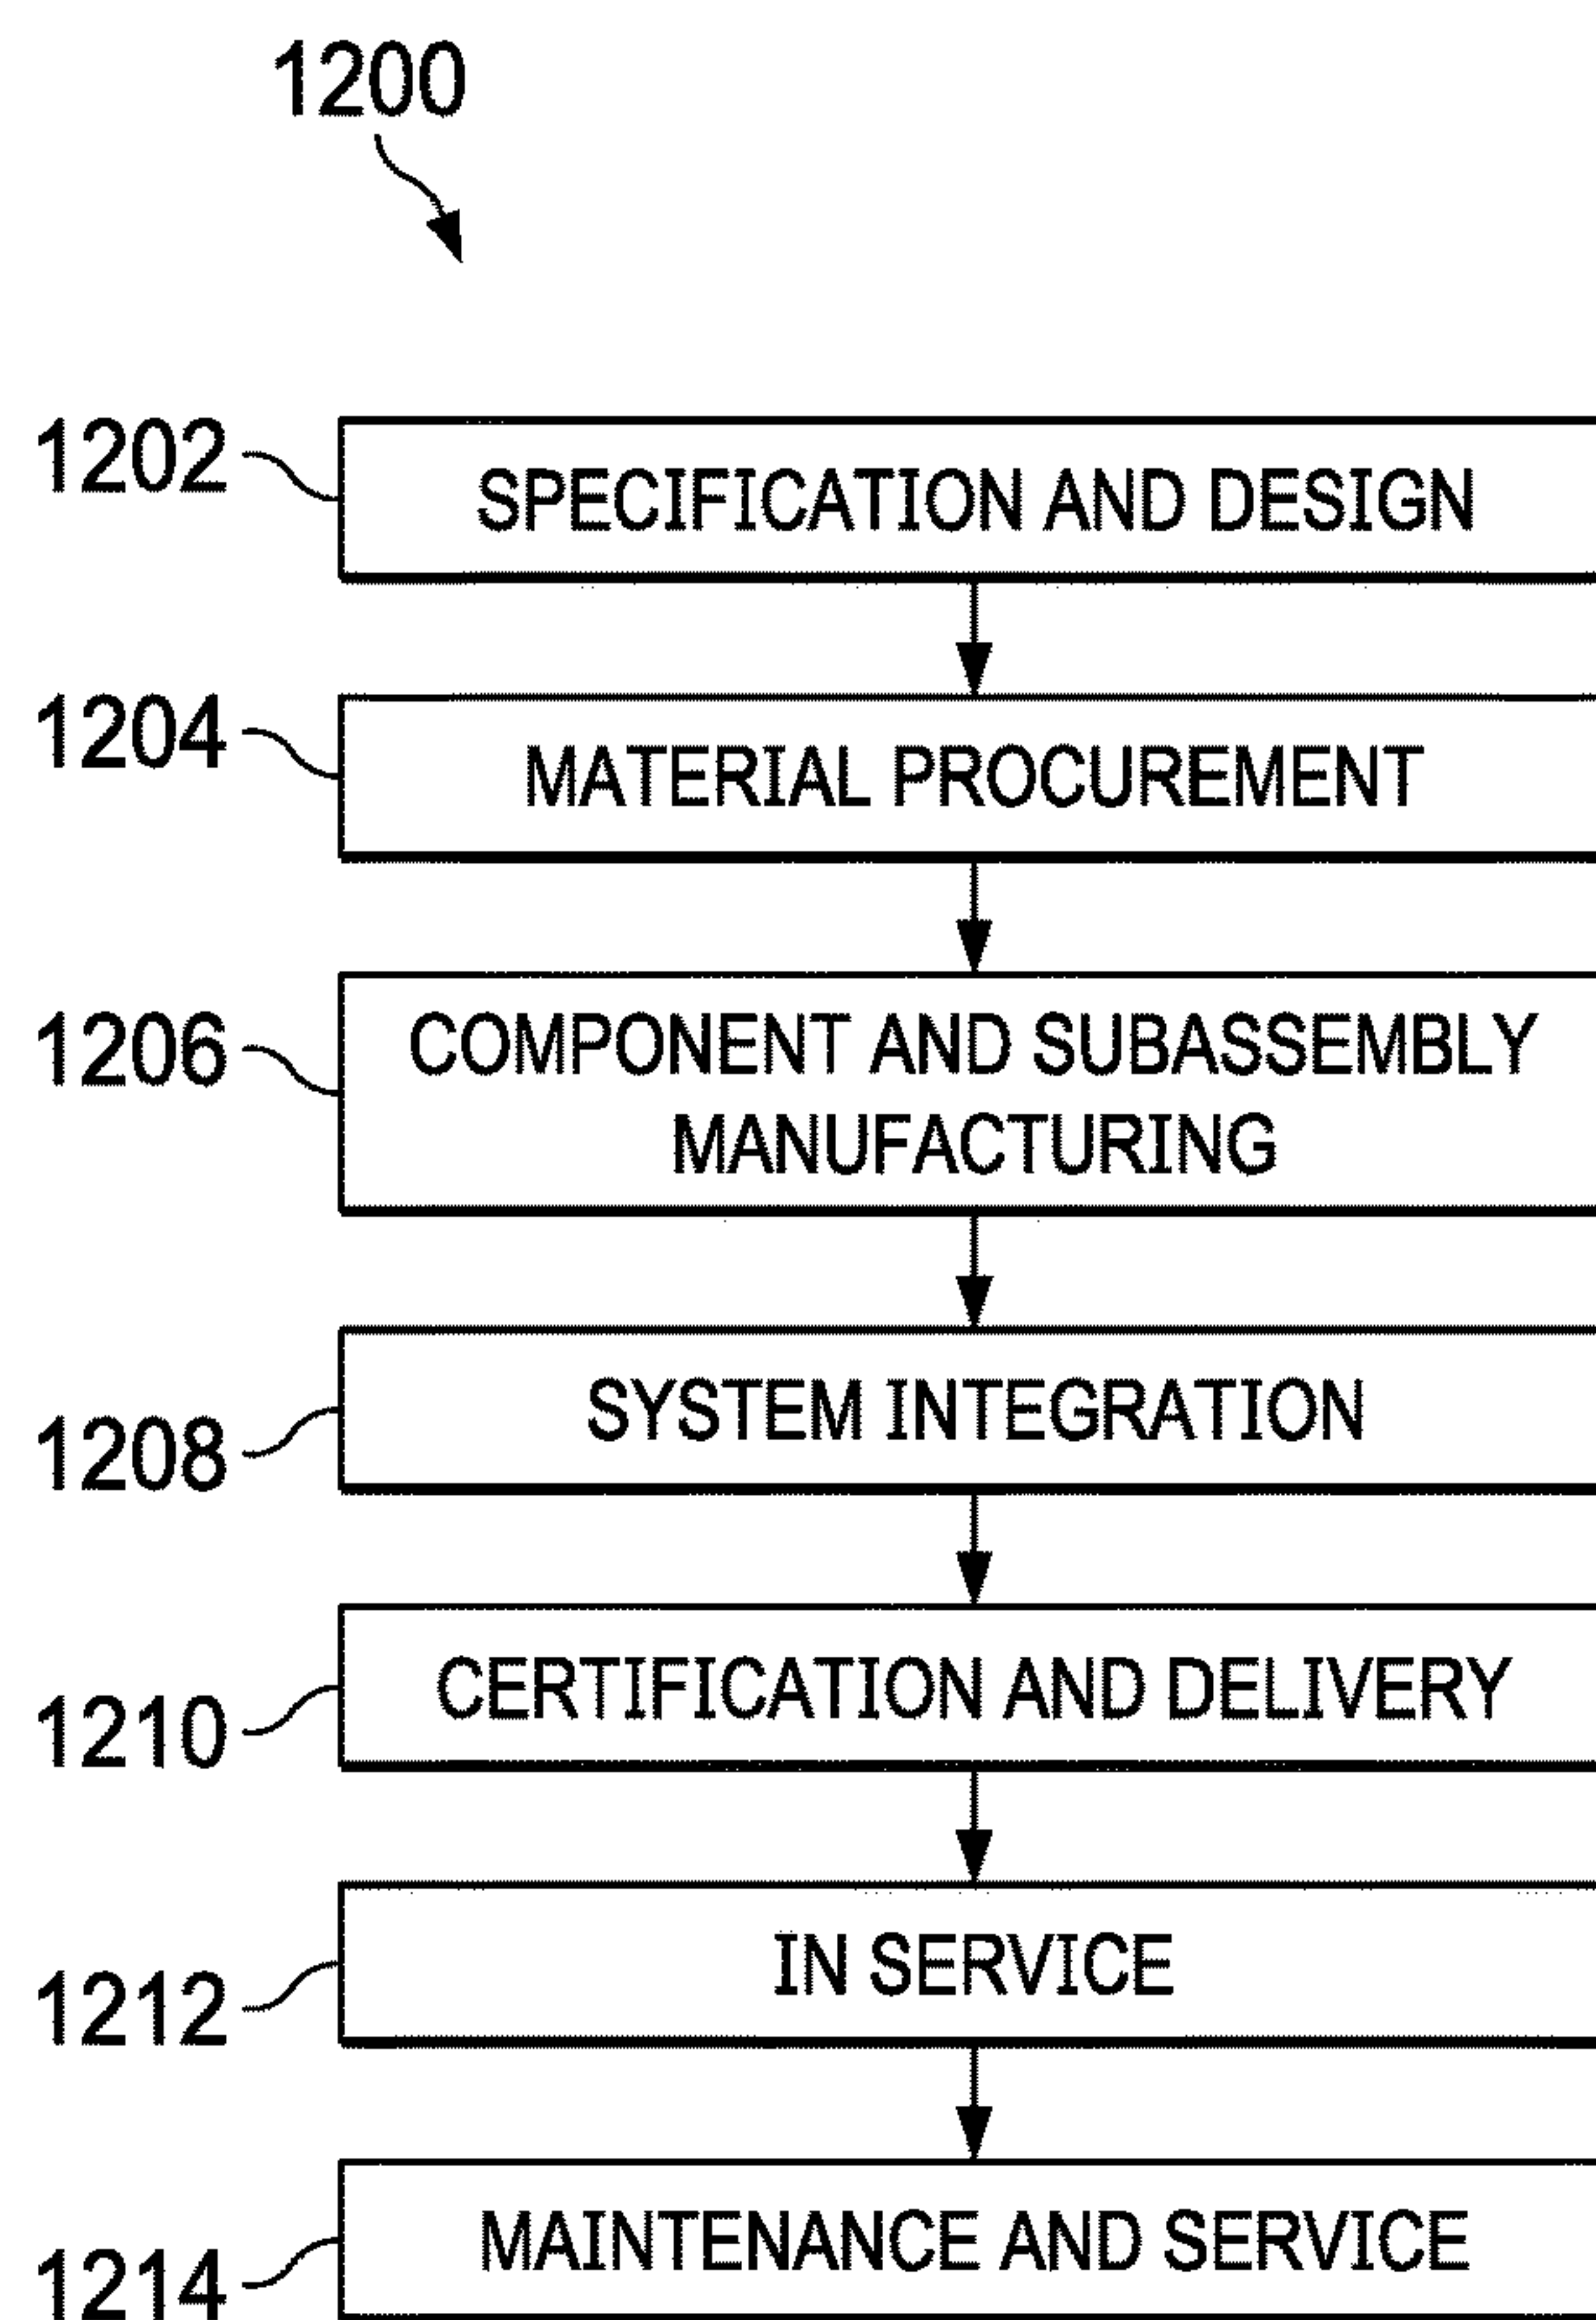 1200
1202
SPECIFICATION AND DESIGN
1204
MATERIAL PROCUREMENT
1206
COMPONENT AND SUBASSEMBLY
MANUFACTURING
1208
SYSTEM INTEGRATION
1210
CERTIFICATION AND DELIVERY
1212
IN SERVICE
1214
MAINTENANCE AND SERVICE